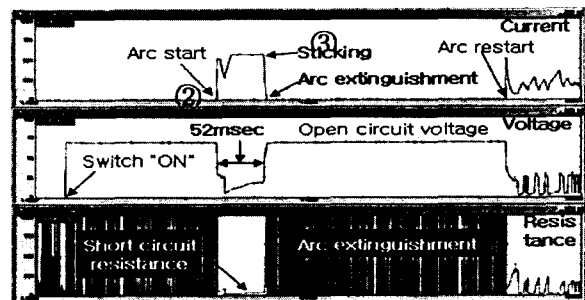 Current
③
Arc start
Sticking
Arc restart
②
Arc extinguishment
52msec
Open circuit voltage
Voltage
Switch "ON"
Resis
tance
Short circuit
resistance
Arc extinguishment